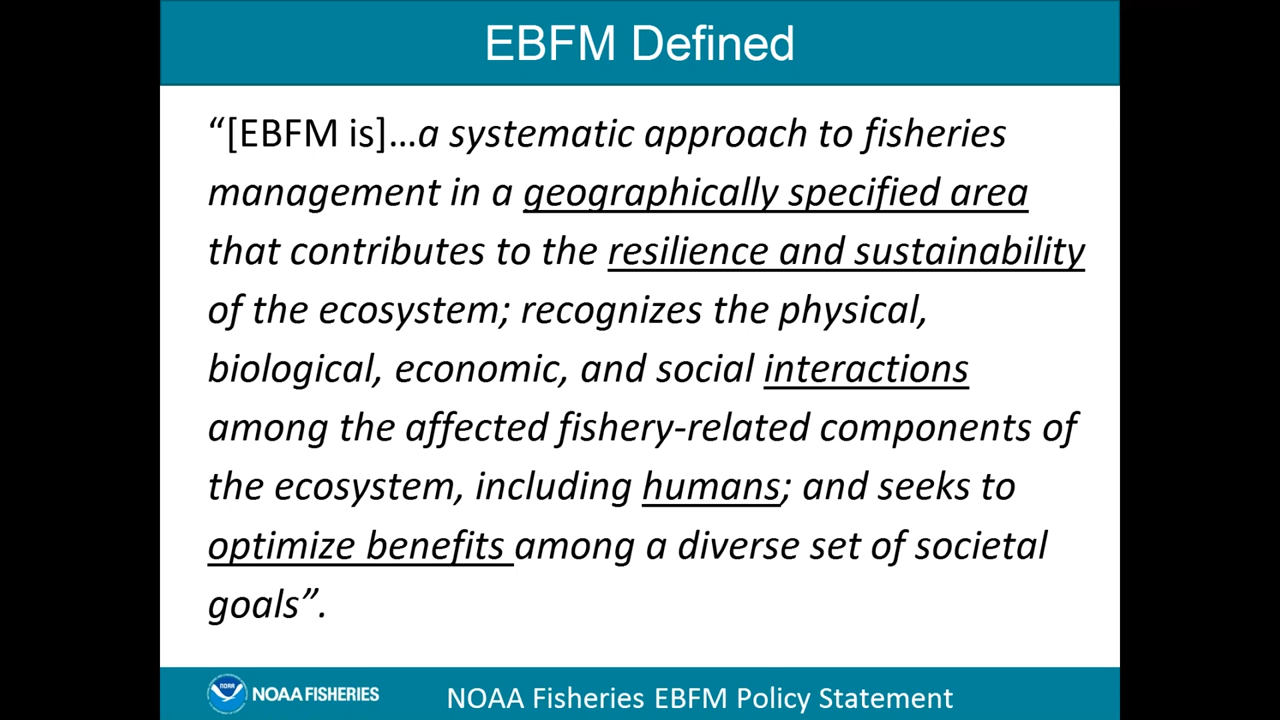 EBFM Defined
“[EBFM is]…a systematic approach to fisheries
management in a geographically specified area
that contributes to the resilience and sustainability
of the ecosystem; recognizes the physical,
biological, economic, and social interactions
among the affected fishery-related components of
the ecosystem, including humans; and seeks to
optimize benefits among a diverse set of societal
goals”.
NOAA
NOAA FISHERIES
NOAA Fisheries EBFM Policy Statement